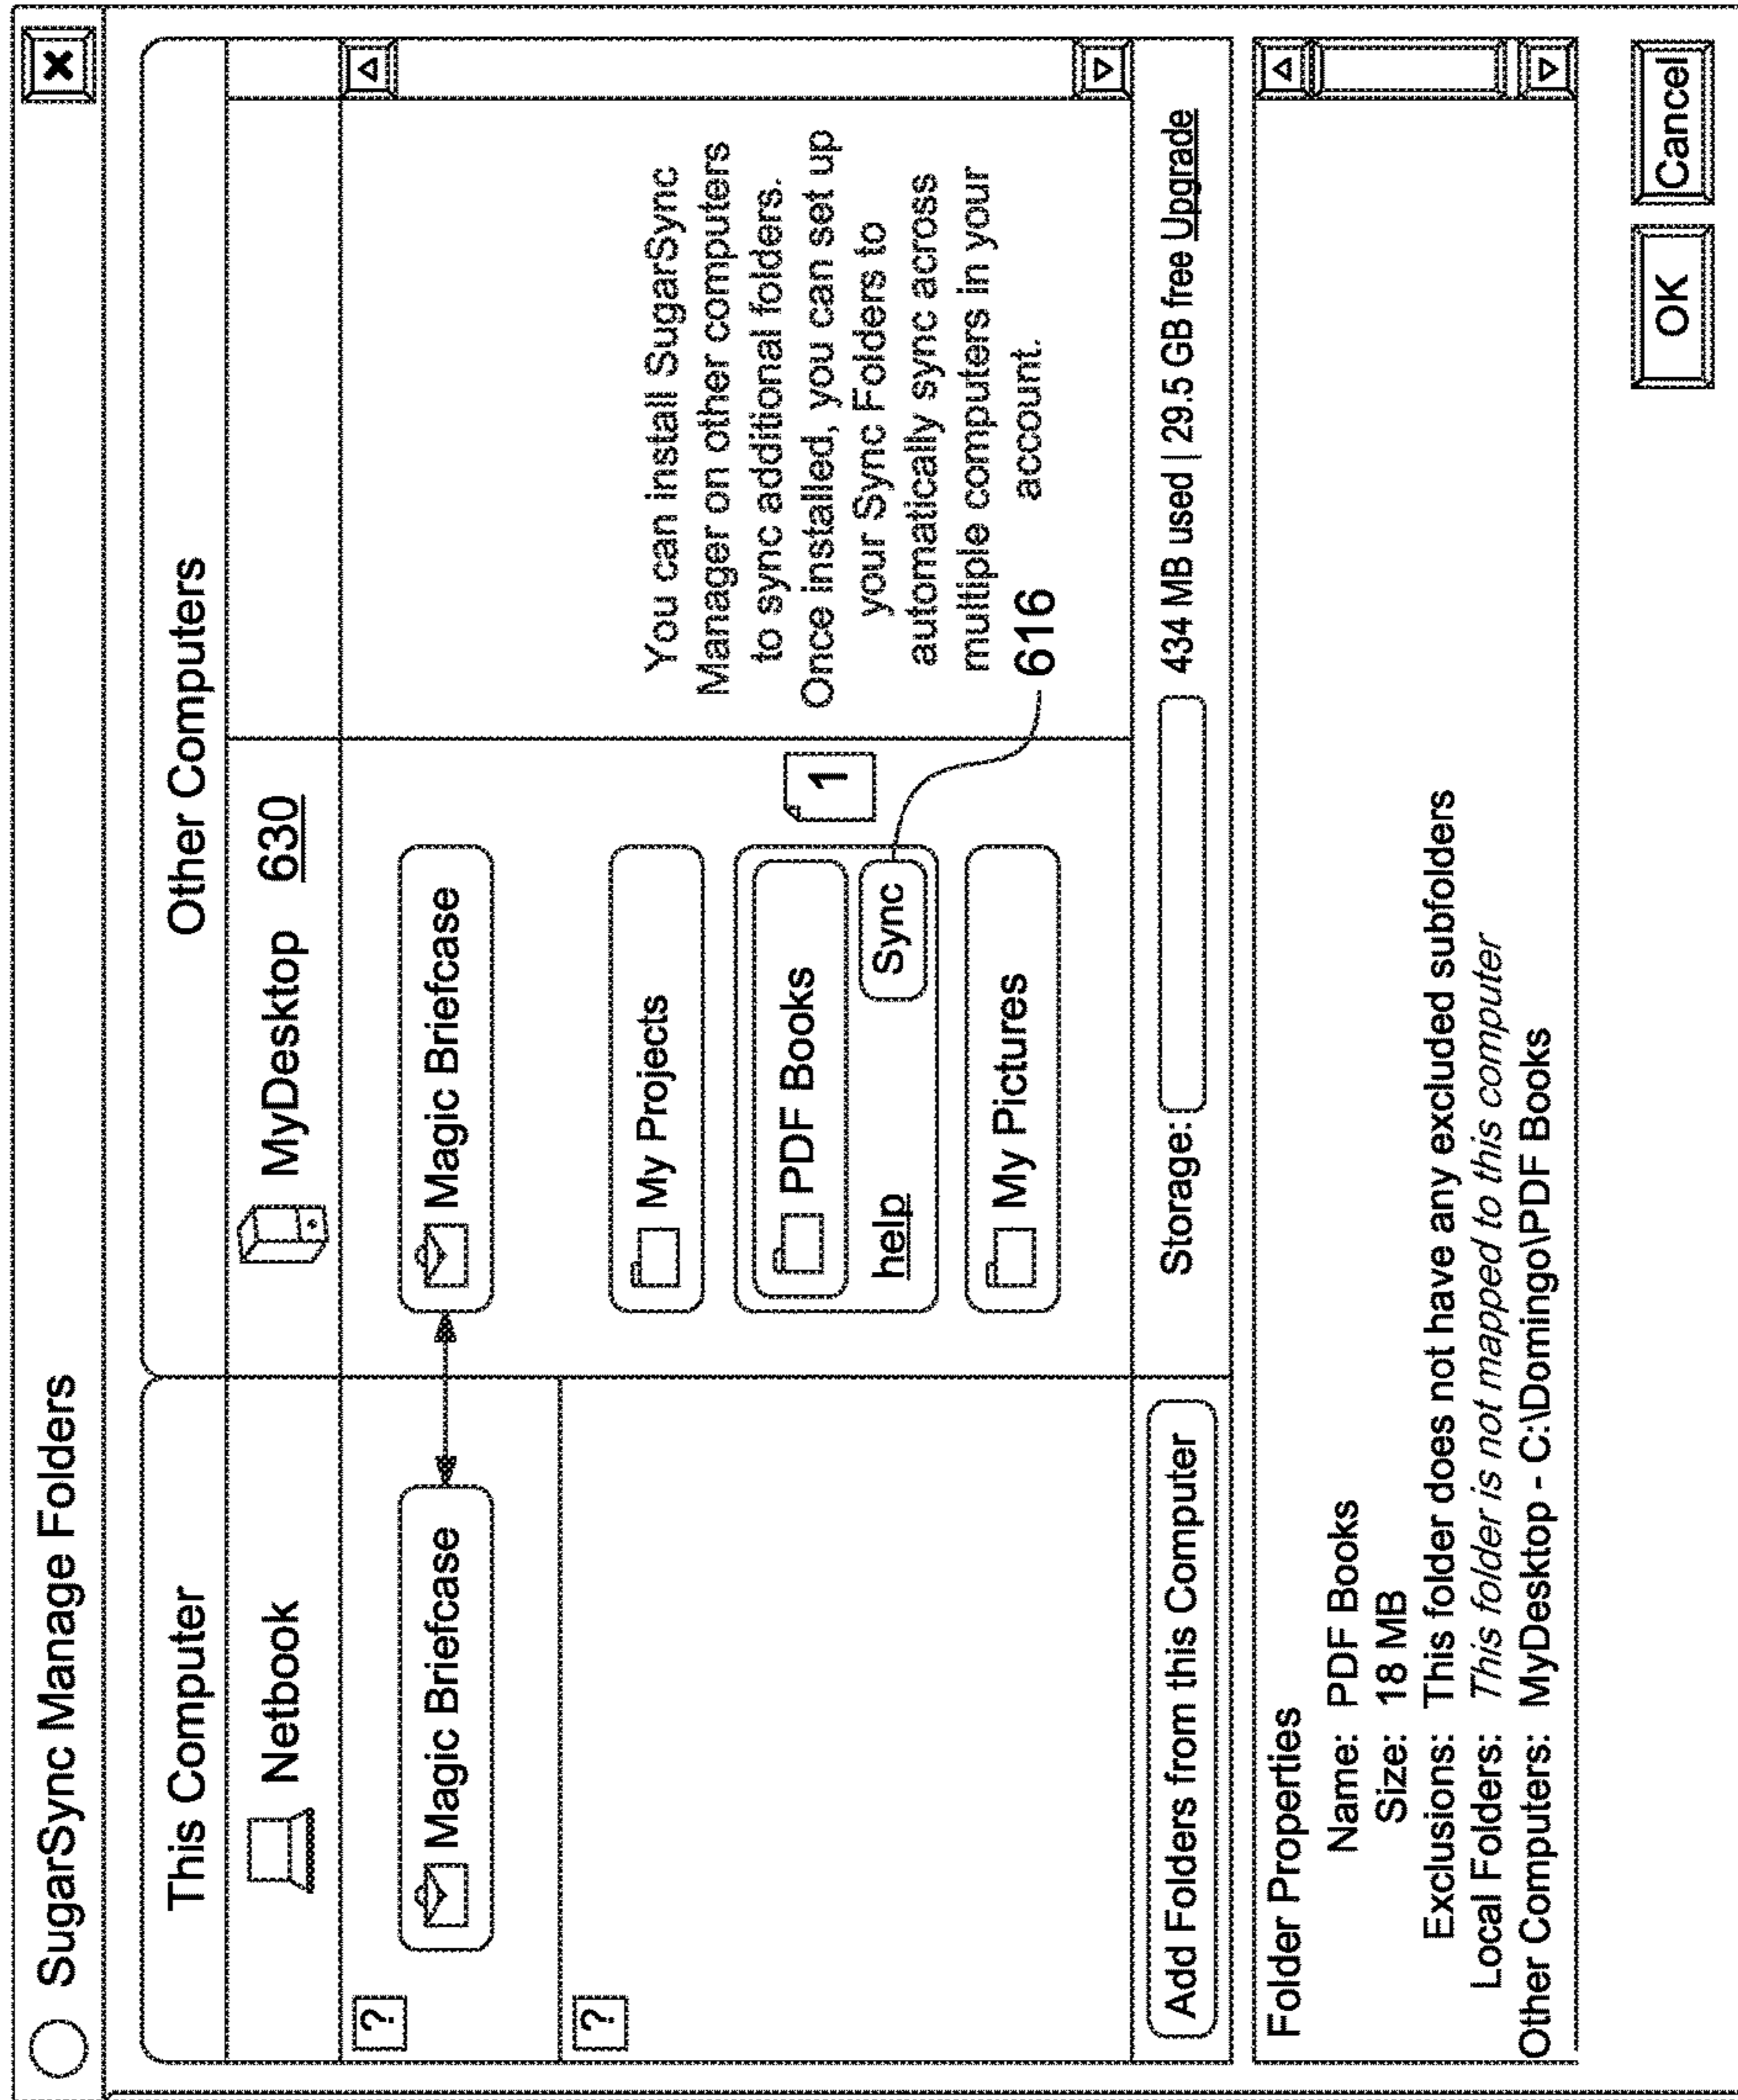 SugarSync Manage Folders
This Computer
Other Computers
Netbook
MyDesktop 630
?
Magic Briefcase
Magic Briefcase
?
My Projects
PDF Books
help
Sync
My Pictures
1
You can install SugarSync
Manager on other computers
to sync additional folders.
Once installed, you can set up
your Sync Folders to
automatically sync across
multiple computers in your
account.
616
Add Folders from this Computer
Storage: 434 MB used | 29.5 GB free Upgrade
Folder Properties
Name: PDF Books
Size: 18 MB
Exclusions: This folder does not have any excluded subfolders
Local Folders: This folder is not mapped to this computer
Other Computers: MyDesktop - C:\Domingo\PDF Books
OK
Cancel